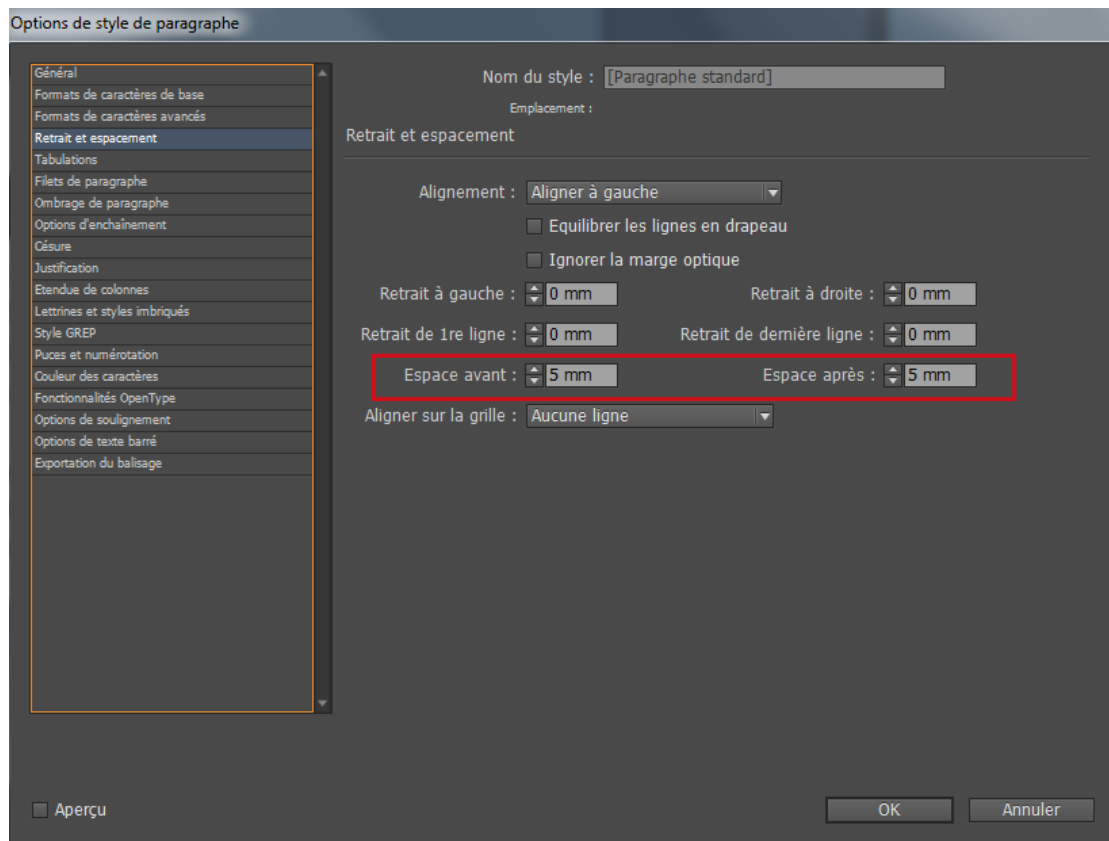 Options de style de paragraphe
Général
Formats de caractères de base
Formats de caractères avancés
Retrait et espacement
Tabulations
Filets de paragraphe
Ombrage de paragraphe
Options d'enchaînement
Césure
Justification
Etendue de colonnes
Lettrines et styles imbriqués
Style GREP
Puces et numérotation
Couleur des caractères
Fonctionnalités OpenType
Options de soulignement
Options de texte barré
Exportation du balisage
Nom du style : [Paragraphe standard]
Emplacement :
Retrait et espacement
Alignement : Aligner à gauche
Equilibrer les lignes en drapeau
Ignorer la marge optique
Retrait à gauche : 0 mm Retrait à droite : 0 mm
Retrait de 1re ligne : 0 mm Retrait de dernière ligne : 0 mm
Espace avant : 5 mm Espace après : 5 mm
Aligner sur la grille : Aucune ligne
Aperçu OK Annuler